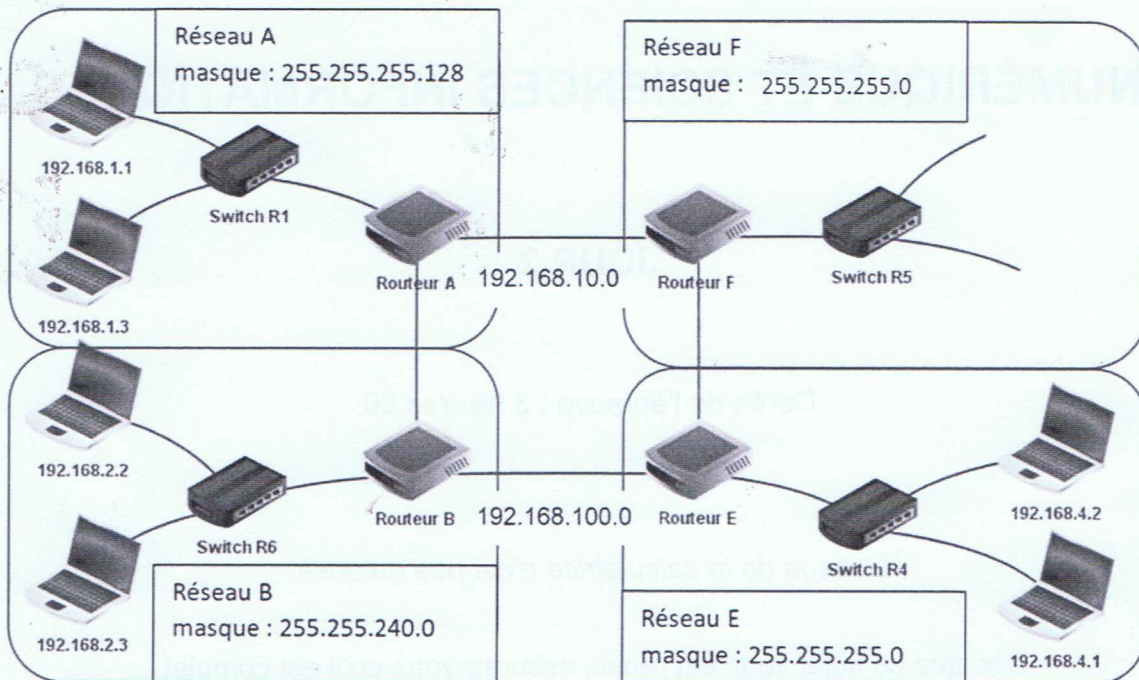 Réseau A
masque : 255.255.255.128
192.168.1.1
Switch R1
Routeur A
192.168.1.3
192.168.10.0
Réseau F
masque : 255.255.255.0
Routeur F
Switch R5
192.168.2.2
Switch R6
Routeur B
192.168.2.3
Réseau B
masque : 255.255.240.0
192.168.100.0
Routeur E
Switch R4
192.168.4.2
192.168.4.1
Réseau E
masque : 255.255.255.0